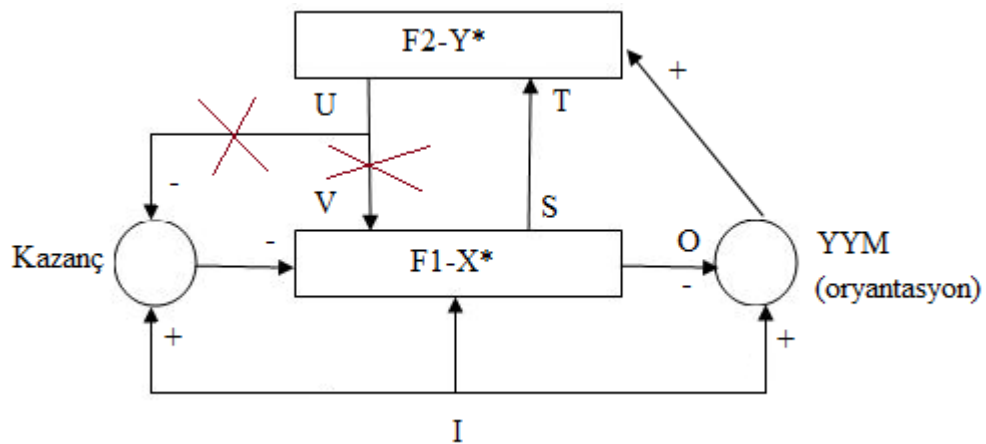 F2-Y*
+
U
T
-
V
S
Kazanç
-
F1-X*
O
-
YYM
(oryantasyon)
+
+
I